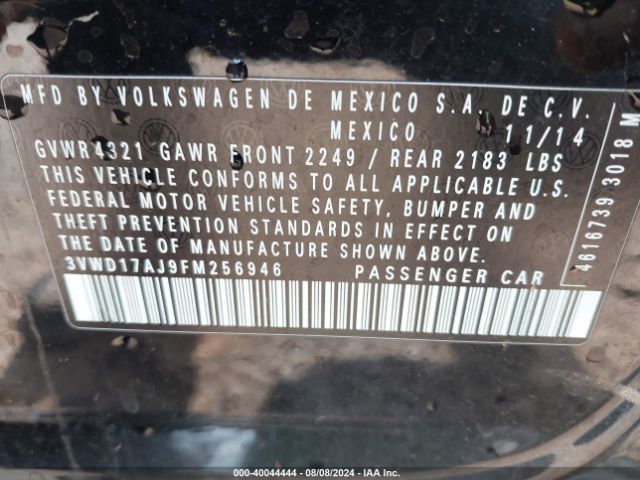 MFD BY VOLKSWAGEN DE MEXICO S.A. DE C.V.
MEXICO 11/14
GVWR 4321 GAWR FRONT 2249 / REAR 2183 LBS
THIS VEHICLE CONFORMS TO ALL APPLICABLE U.S.
FEDERAL MOTOR VEHICLE SAFETY, BUMPER AND
THEFT PREVENTION STANDARDS IN EFFECT ON
THE DATE OF MANUFACTURE SHOWN ABOVE.
3VWD17AJ9FM256946 PASSENGER CAR
4616739 3018 M
000-40044444 - 08/08/2024 - IAA Inc.